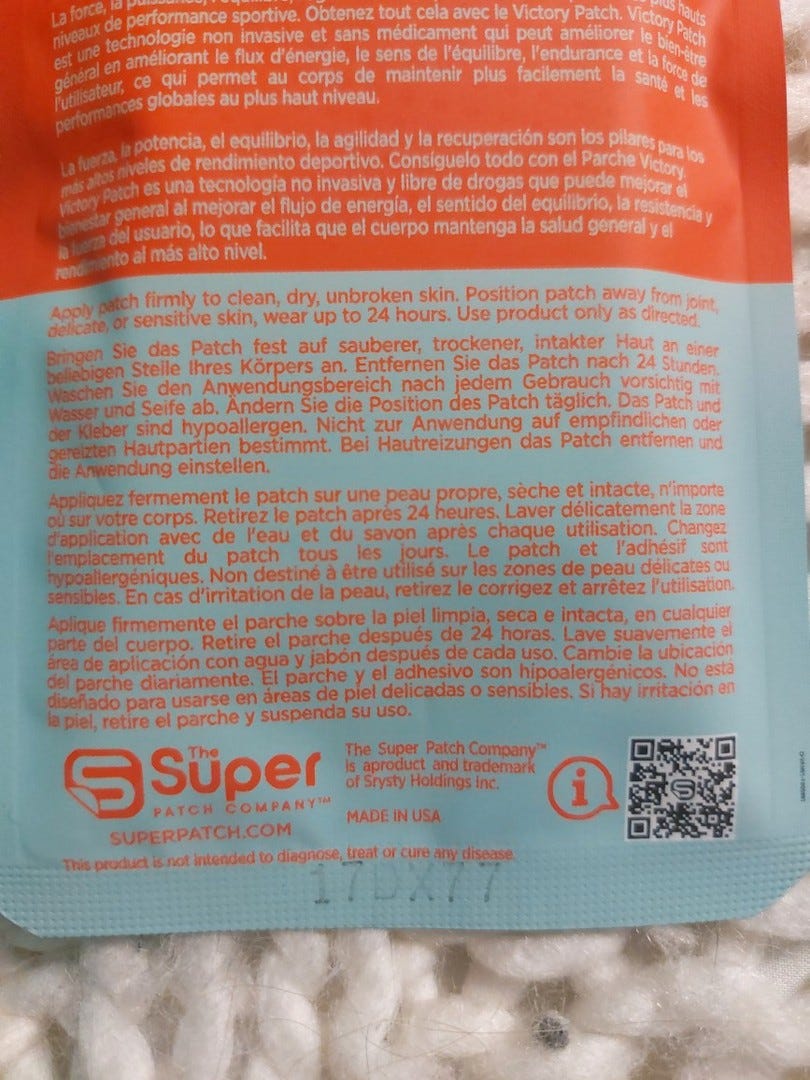 La force, la puissance, l'équilibre, plus hauts
niveaux de performance sportive. Obtenez tout cela avec le Victory Patch. Victory Patch
est une technologie non invasive et sans médicament qui peut améliorer le bien-être
général en améliorant le flux d'énergie, le sens de l'équilibre, l'endurance et la force de
l'utilisateur, ce qui permet au corps de maintenir plus facilement la santé et les
performances globales au plus haut niveau.
La fuerza, la potencia, el equilibrio, la agilidad y la recuperación son los pilares para los
más altos niveles de rendimiento deportivo. Consíguelo todo con el Parche Victory.
Victory Patch es una tecnología no invasiva y libre de drogas que puede mejorar el
bienestar general al mejorar el flujo de energía, el sentido del equilibrio, la resistencia y
la fuerza del usuario, lo que facilita que el cuerpo mantenga la salud general y el
rendimiento al más alto nivel.
Apply patch firmly to clean, dry, unbroken skin. Position patch away from joint,
delicate, or sensitive skin, wear up to 24 hours. Use product only as directed.
Bringen Sie das Patch fest auf sauberer, trockener, intakter Haut an einer
beliebigen Stelle Ihres Körpers an. Entfernen Sie das Patch nach 24 Stunden.
Waschen Sie den Anwendungsbereich nach jedem Gebrauch vorsichtig mit
Wasser und Seife ab. Ändern Sie die Position des Patch täglich. Das Patch und
der Kleber sind hypoallergen. Nicht zur Anwendung auf empfindlichen oder
gereizten Hautpartien bestimmt. Bei Hautreizungen das Patch entfernen und
die Anwendung einstellen.
Appliquez fermement le patch sur une peau propre, sèche et intacte, n'importe
où sur votre corps. Retirez le patch après 24 heures. Laver délicatement la zone
d'application avec de l'eau et du savon après chaque utilisation. Changez
l'emplacement du patch tous les jours. Le patch et l'adhésif sont
hypoallergéniques. Non destiné à être utilisé sur les zones de peau délicates ou
sensibles. En cas d'irritation de la peau, retirez le corrigez et arrêtez l'utilisation.
Aplique firmemente el parche sobre la piel limpia, seca e intacta, en cualquier
parte del cuerpo. Retire el parche después de 24 horas. Lave suavemente el
área de aplicación con agua y jabón después de cada uso. Cambie la ubicación
del parche diariamente. El parche y el adhesivo son hipoalergénicos. No está
diseñado para usarse en áreas de piel delicadas o sensibles. Si hay irritación en
la piel, retire el parche y suspenda su uso.
The
Süper
PATCH COMPANY™
SUPERPATCH.COM
The Super Patch Company™
is aproduct and trademark
of Srysty Holdings Inc.
MADE IN USA
i
This product is not intended to diagnose, treat or cure any disease.
17DX77